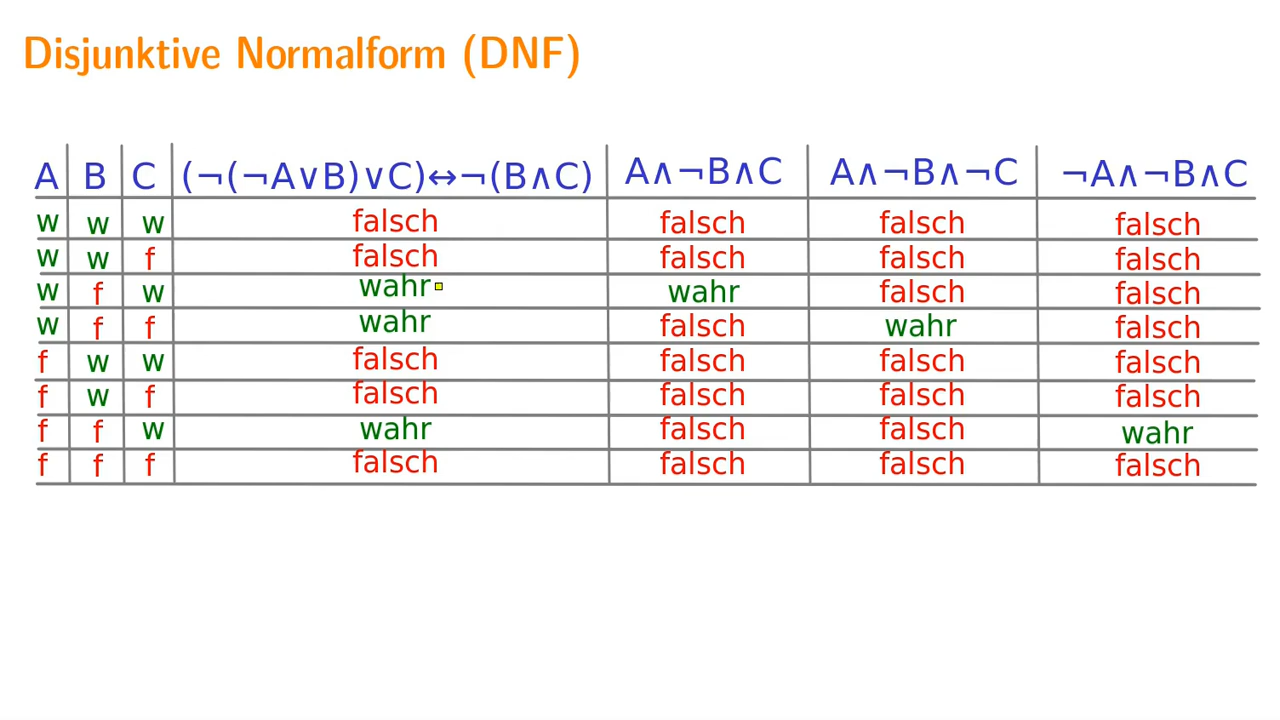 Disjunktive Normalform (DNF)
A B C (¬(¬A∨B)∨C)↔¬(B∧C) A∧¬B∧C A∧¬B∧¬C ¬A∧¬B∧C
w w w falsch falsch falsch falsch
w w f falsch falsch falsch falsch
w f w wahr wahr falsch falsch
w f f wahr falsch wahr falsch
f w w falsch falsch falsch falsch
f w f falsch falsch falsch falsch
f f w wahr falsch falsch wahr
f f f falsch falsch falsch falsch